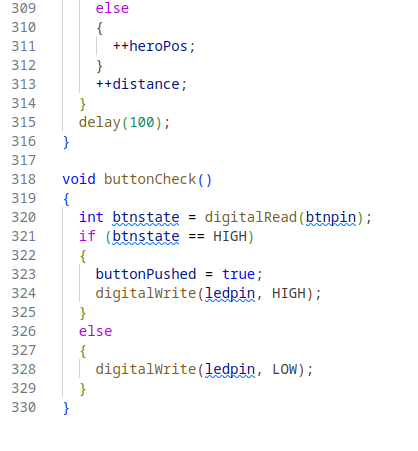 309 else
310 {
311 ++heroPos;
312 }
313 ++distance;
314 }
315 delay(100);
316 }
317
318 void buttonCheck()
319 {
320 int btnstate = digitalRead(btnpin);
321 if (btnstate == HIGH)
322 {
323 buttonPushed = true;
324 digitalWrite(ledpin, HIGH);
325 }
326 else
327 {
328 digitalWrite(ledpin, LOW);
329 }
330 }